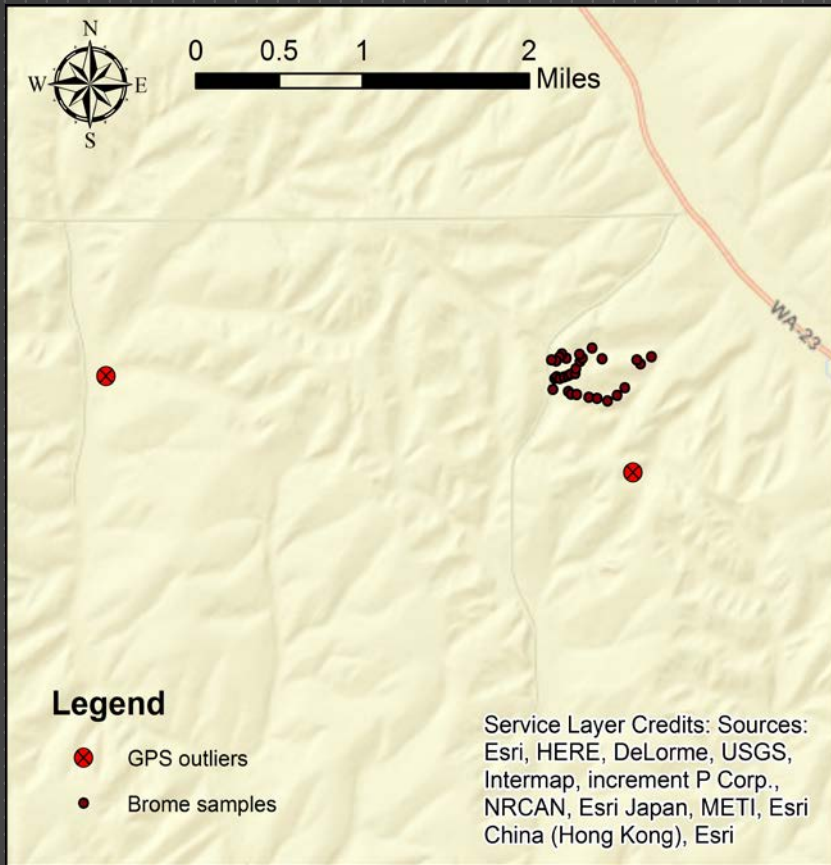 N
W E
S
0 0.5 1 2
Miles
WA-23
Legend
GPS outliers
Brome samples
Service Layer Credits: Sources:
Esri, HERE, DeLorme, USGS,
Intermap, increment P Corp.,
NRCAN, Esri Japan, METI, Esri
China (Hong Kong), Esri